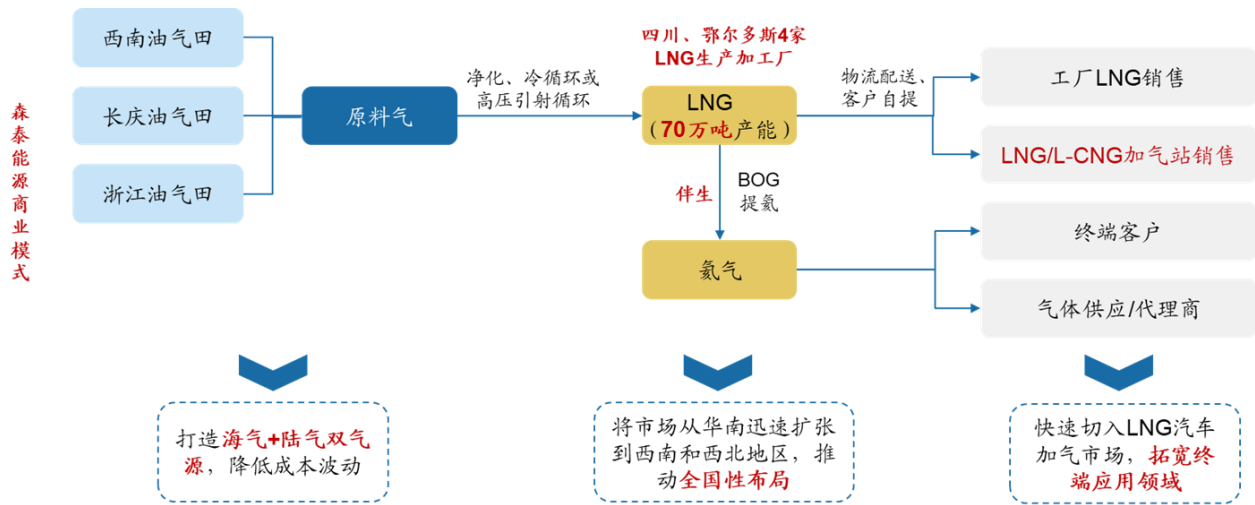 森泰能源商业模式
西南油气田
长庆油气田
浙江油气田
原料气
净化、冷循环或
高压引射循环
四川、鄂尔多斯4家
LNG生产加工厂
LNG
（70万吨产能）
伴生
BOG
提氦
氦气
物流配送、
客户自提
工厂LNG销售
LNG/L-CNG加气站销售
终端客户
气体供应/代理商
打造海气+陆气双气
源，降低成本波动
将市场从华南迅速扩张
到西南和西北地区，推
动全国性布局
快速切入LNG汽车
加气市场，拓宽终
端应用领域